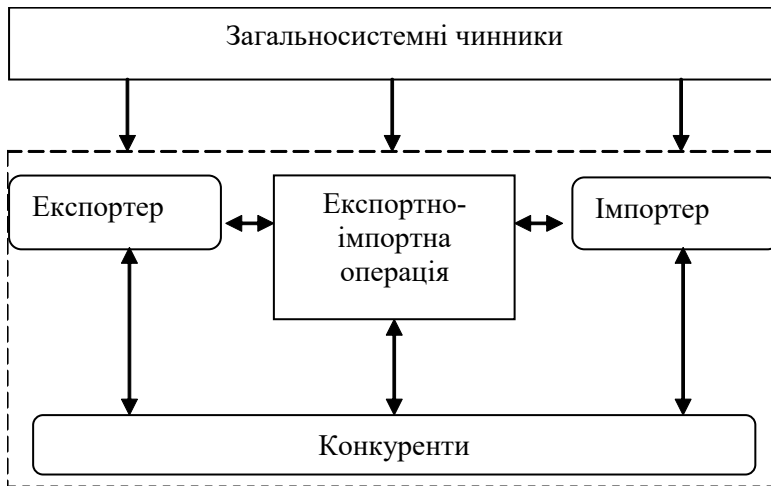 Загальносистемні чинники
Експортер
Експортно-
імпортна
операція
Імпортер
Конкуренти